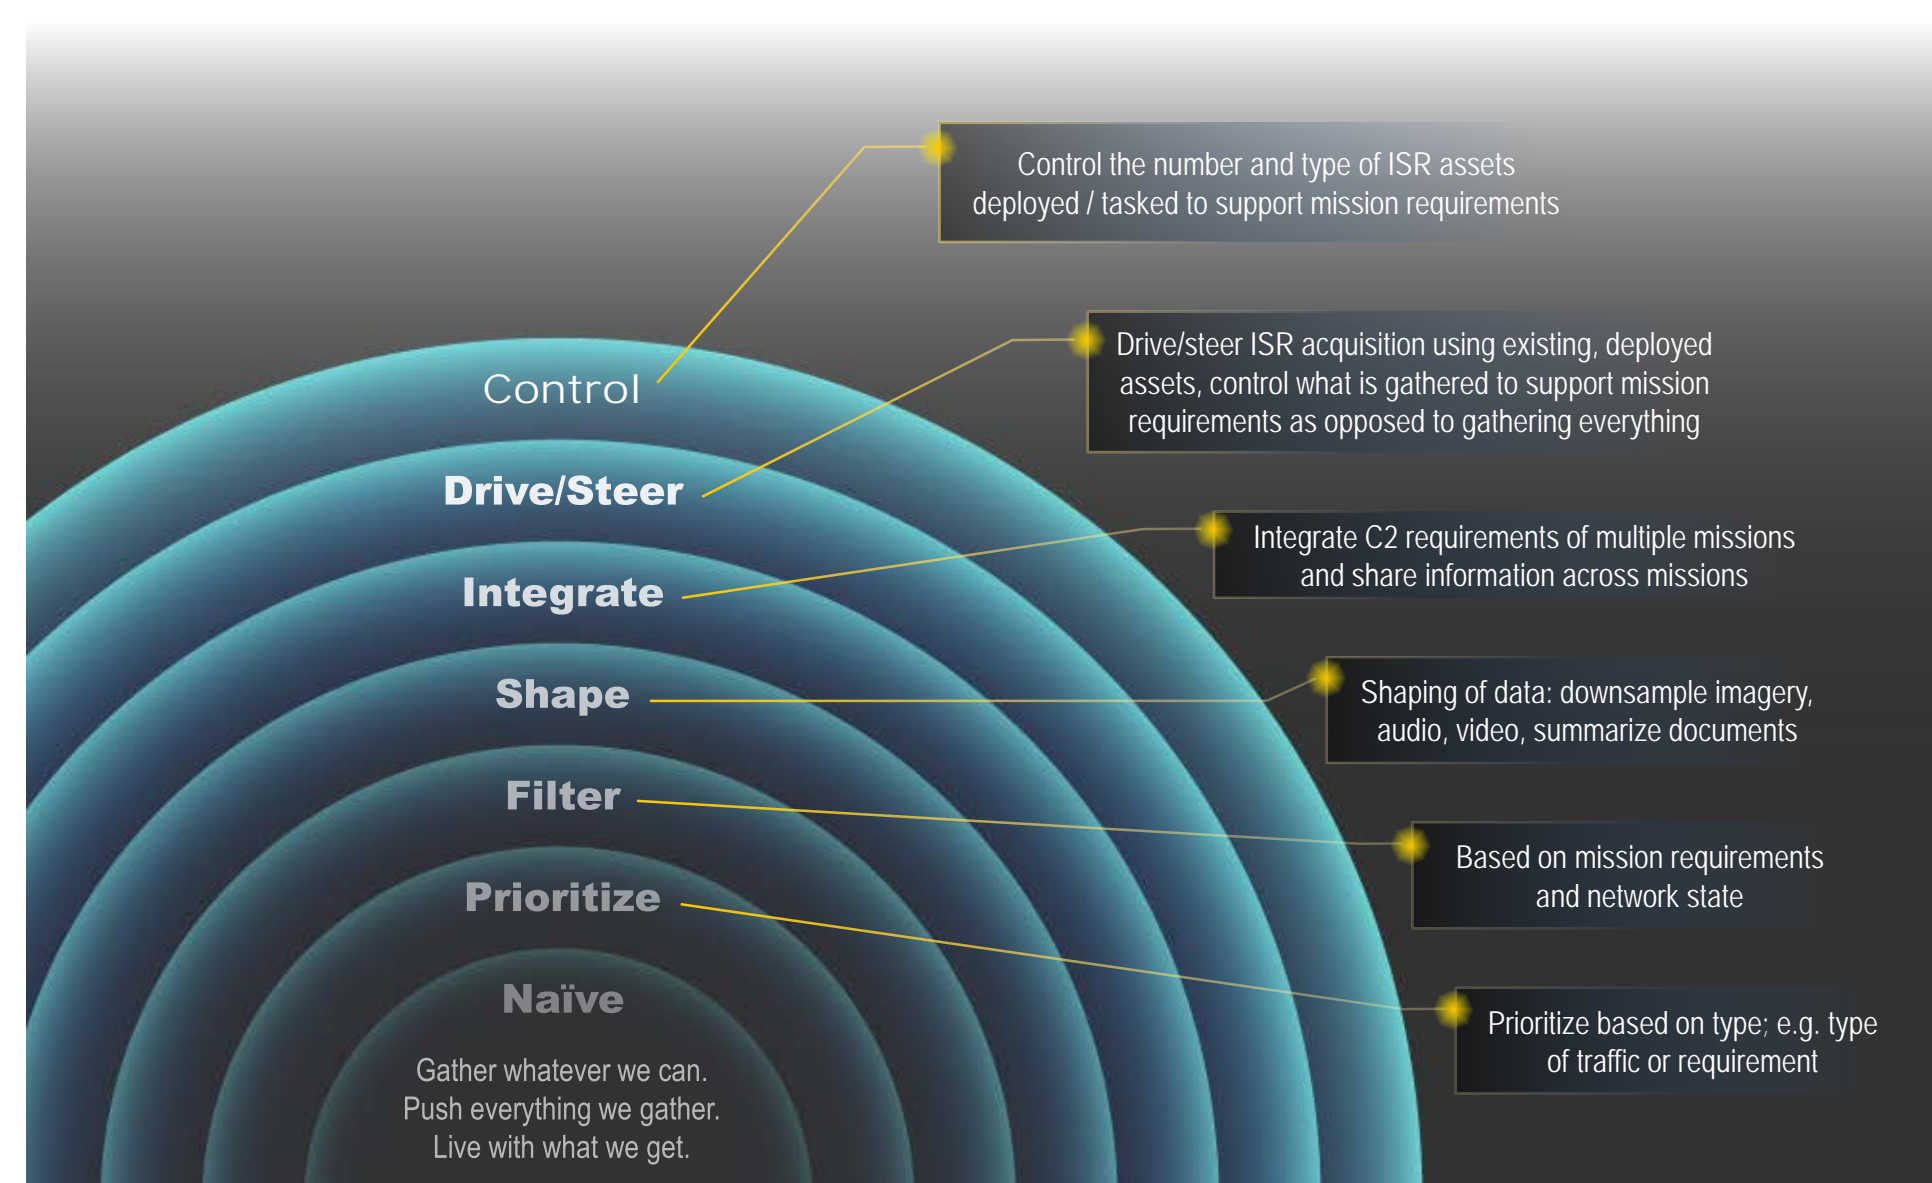 Control the number and type of ISR assets
deployed / tasked to support mission requirements
Control
Drive/steer ISR acquisition using existing, deployed
assets, control what is gathered to support mission
requirements as opposed to gathering everything
Drive/Steer
Integrate C2 requirements of multiple missions
and share information across missions
Integrate
Shaping of data: downsample imagery,
audio, video, summarize documents
Shape
Filter
Based on mission requirements
and network state
Prioritize
Prioritize based on type; e.g. type
of traffic or requirement
Naïve
Gather whatever we can.
Push everything we gather.
Live with what we get.